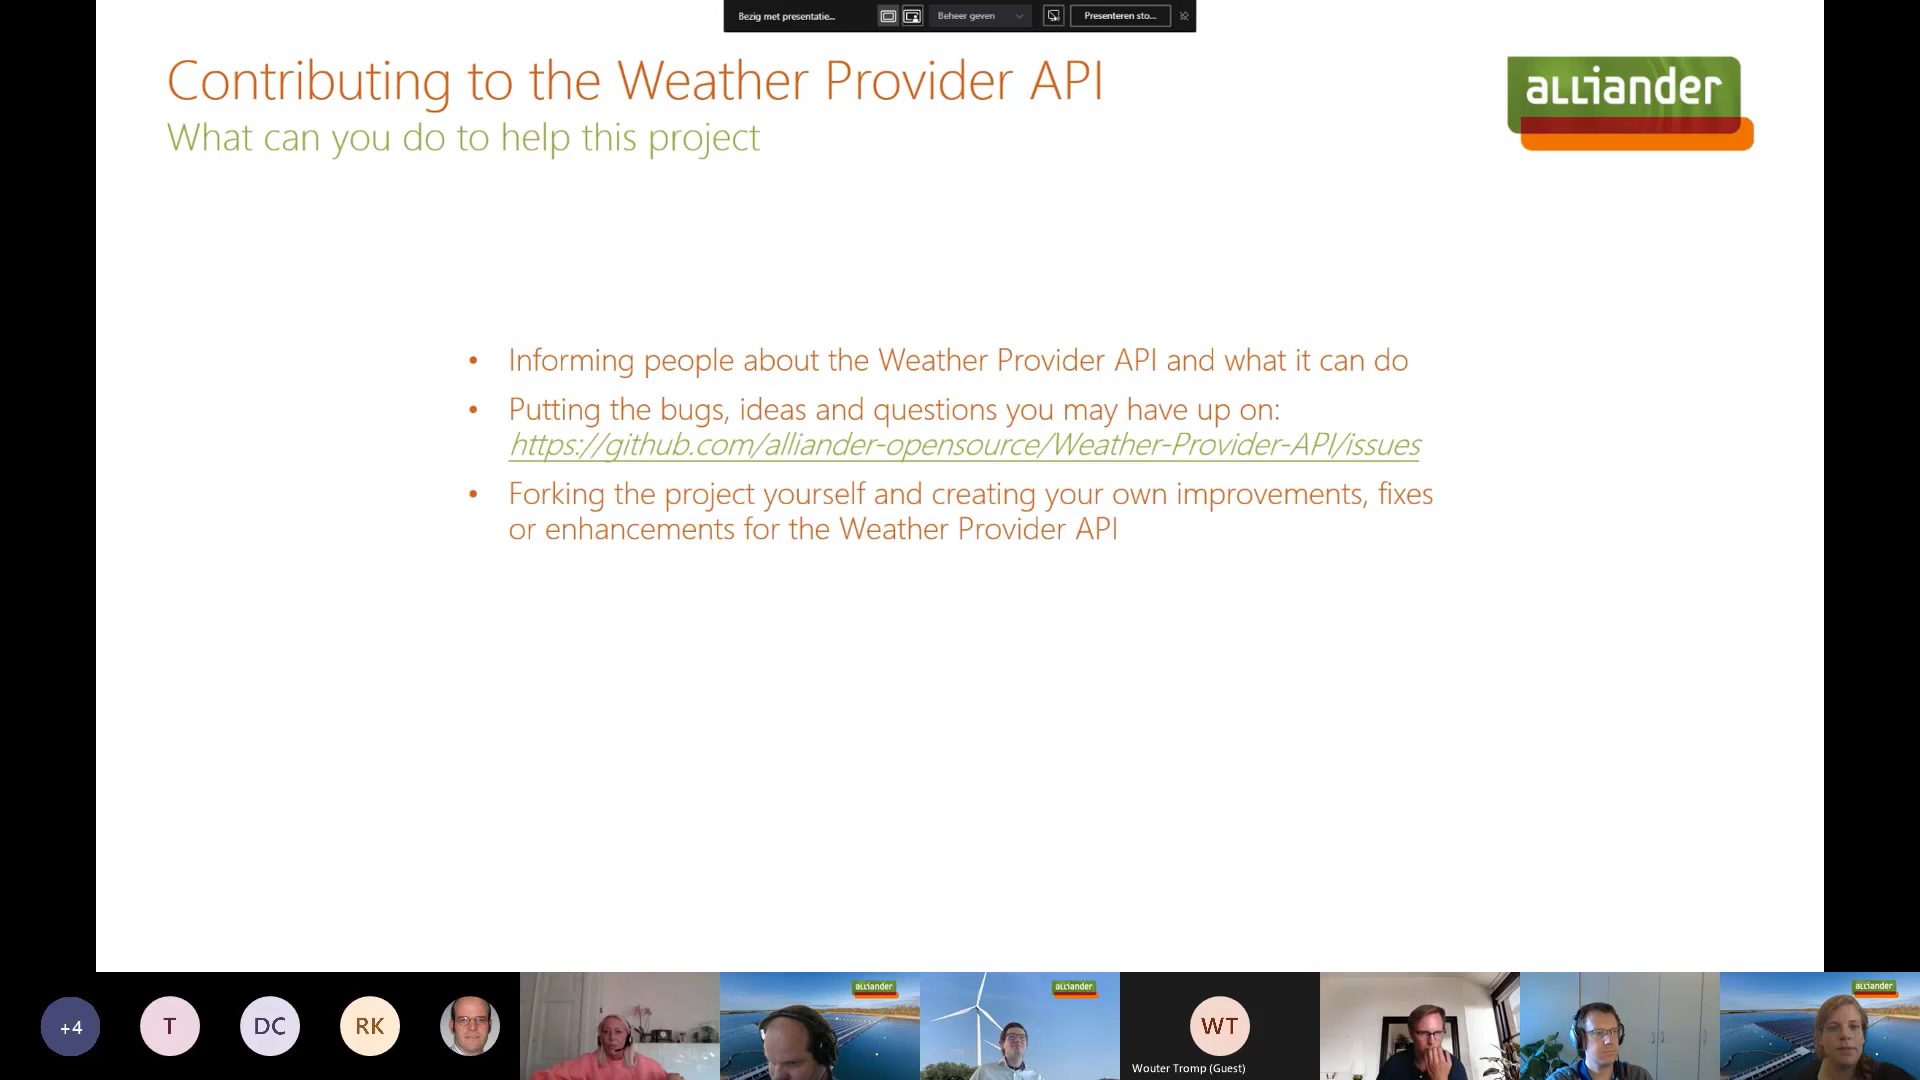 Bezig met presentatie...
Beheer geven
Presenteren sto...
Contributing to the Weather Provider API
What can you do to help this project
alliander
• Informing people about the Weather Provider API and what it can do
• Putting the bugs, ideas and questions you may have up on:
https://github.com/alliander-opensource/Weather-Provider-API/issues
• Forking the project yourself and creating your own improvements, fixes
or enhancements for the Weather Provider API
+4
T
DC
RK
alliander
alliander
WT
Wouter Tromp (Guest)
alliander